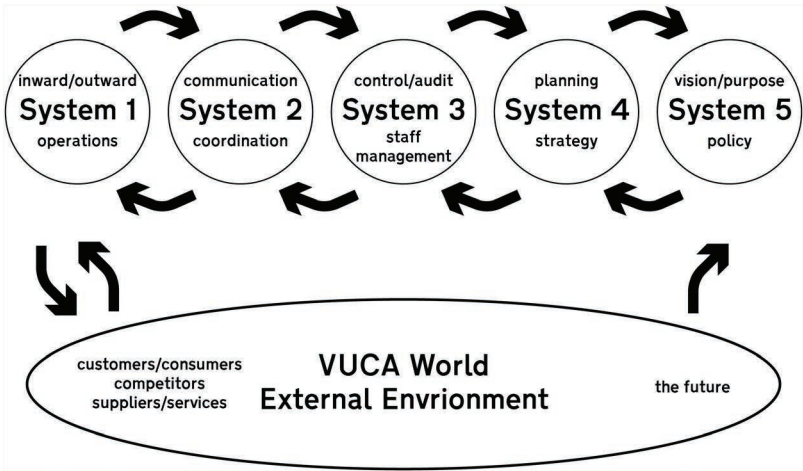 inward/outward
System 1
operations
communication
System 2
coordination
control/audit
System 3
staff
management
planning
System 4
strategy
vision/purpose
System 5
policy
customers/consumers
competitors
suppliers/services
VUCA World
External Envrionment
the future